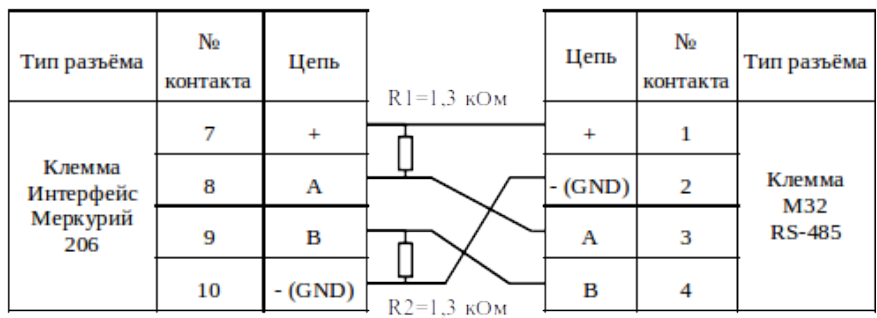 Тип разъёма
№
контакта
Цепь
Цепь
№
контакта
Тип разъёма
R1=1,3 кОм
Клемма
Интерфейс
Меркурий
206
7
+
+
1
8
А
- (GND)
2
9
В
А
3
10
- (GND)
В
4
Клемма
М32
RS-485
R2=1,3 кОм